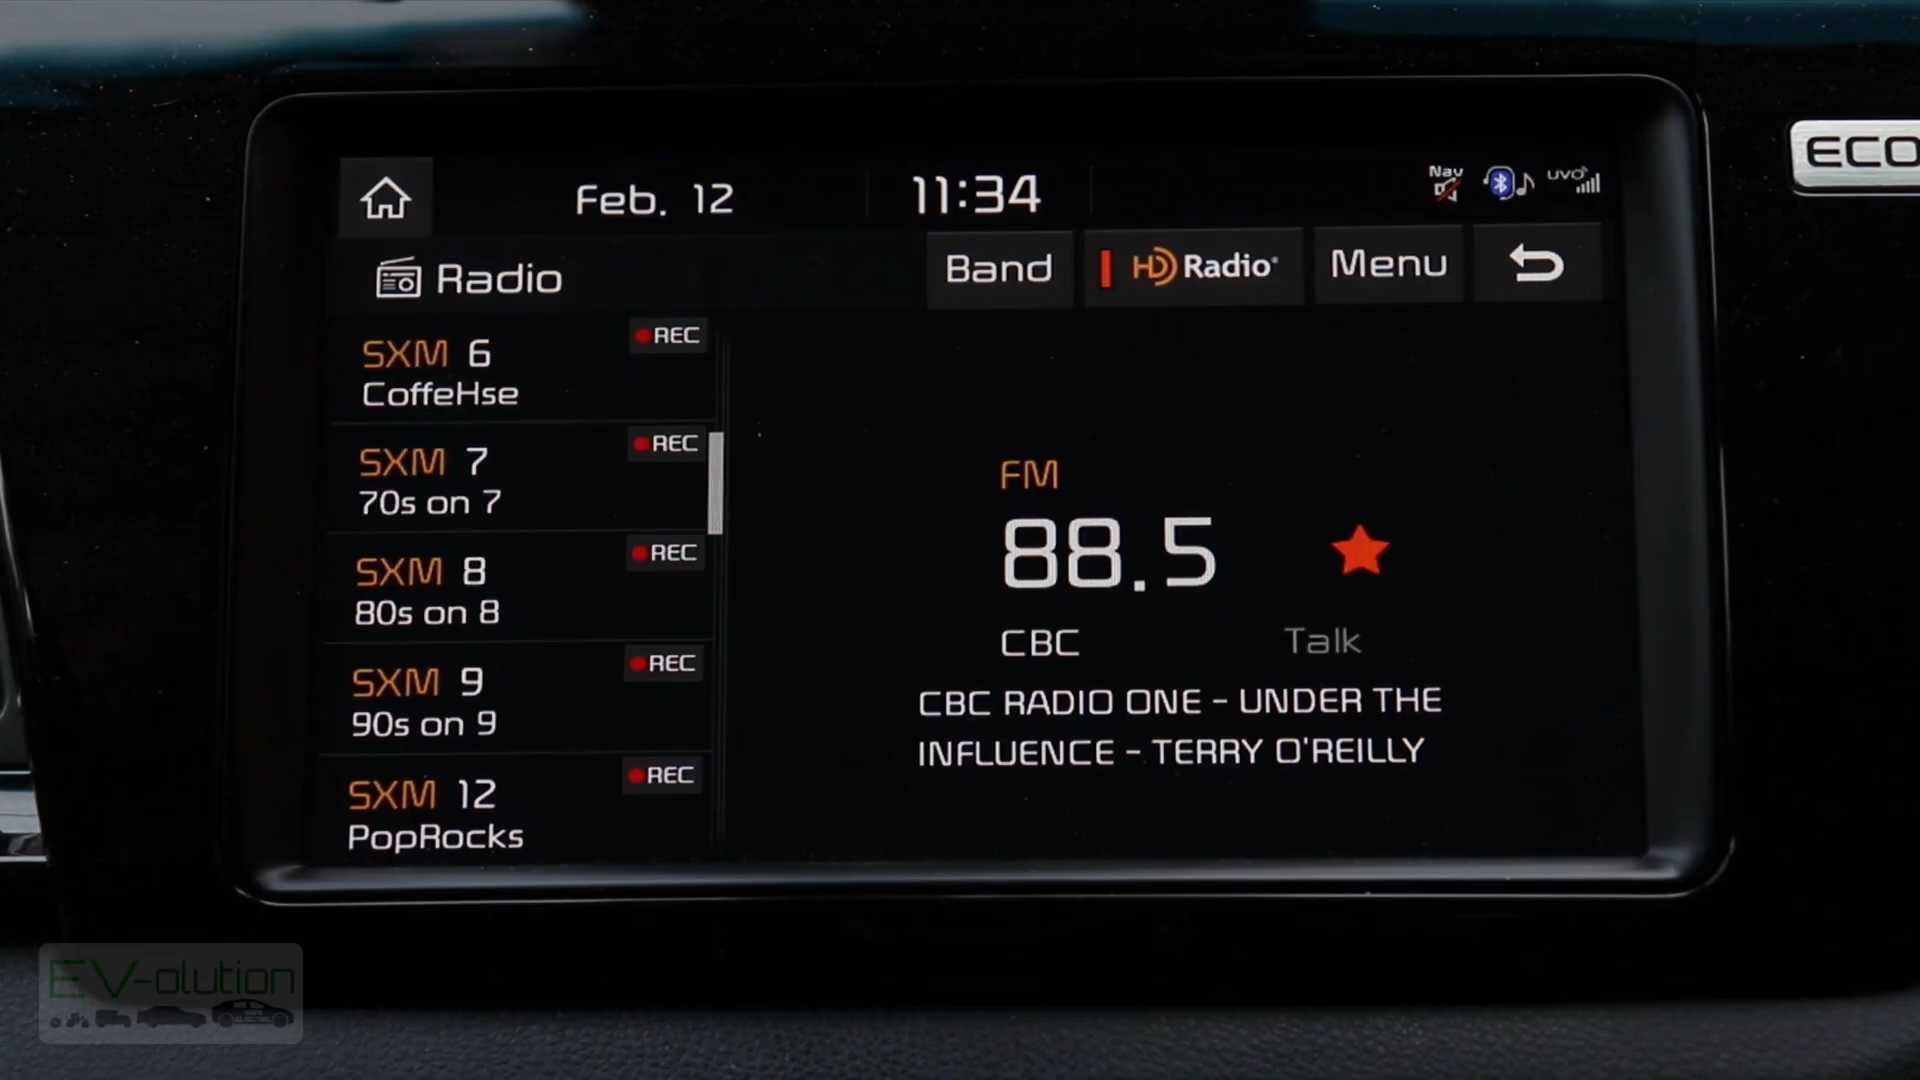 Feb. 12
11:34
Nav
UVO
ECO
Radio
Band
HD Radio
Menu
SXM 6
REC
CoffeHse
SXM 7
REC
70s on 7
SXM 8
REC
80s on 8
SXM 9
REC
90s on 9
SXM 12
REC
PopRocks
FM
88.5
CBC
Talk
CBC RADIO ONE - UNDER THE
INFLUENCE - TERRY O'REILLY
EV-olution